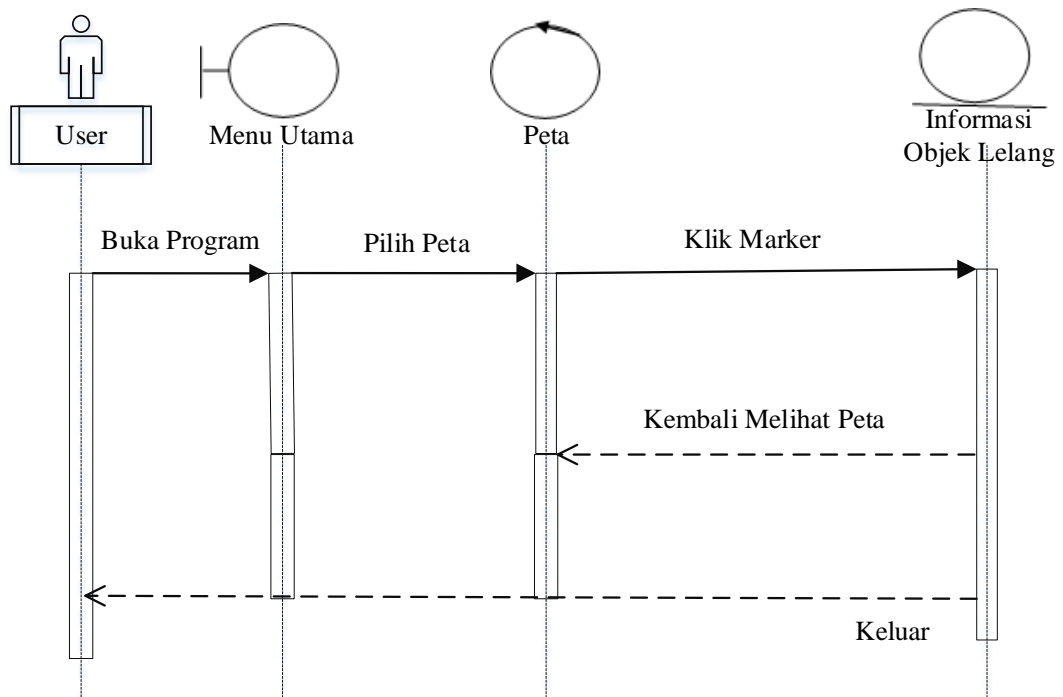 User
Menu Utama
Peta
Informasi
Objek Lelang
Buka Program
Pilih Peta
Klik Marker
Kembali Melihat Peta
Keluar